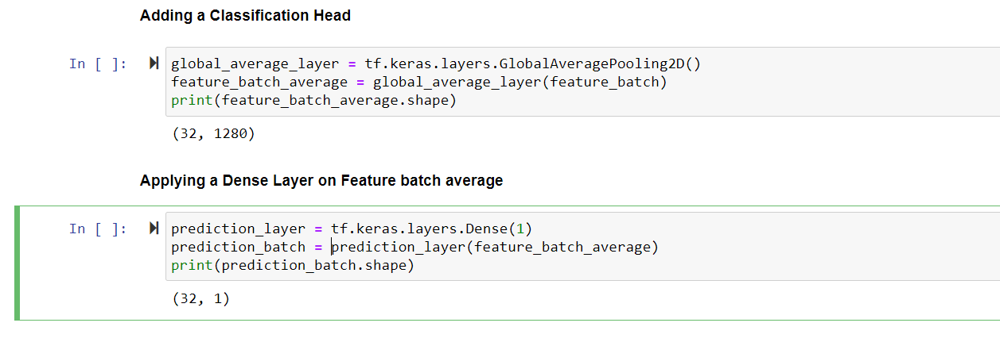 Adding a Classification Head
In [ ]: global_average_layer = tf.keras.layers.GlobalAveragePooling2D()
feature_batch_average = global_average_layer(feature_batch)
print(feature_batch_average.shape)
(32, 1280)
Applying a Dense Layer on Feature batch average
In [ ]: prediction_layer = tf.keras.layers.Dense(1)
prediction_batch = prediction_layer(feature_batch_average)
print(prediction_batch.shape)
(32, 1)